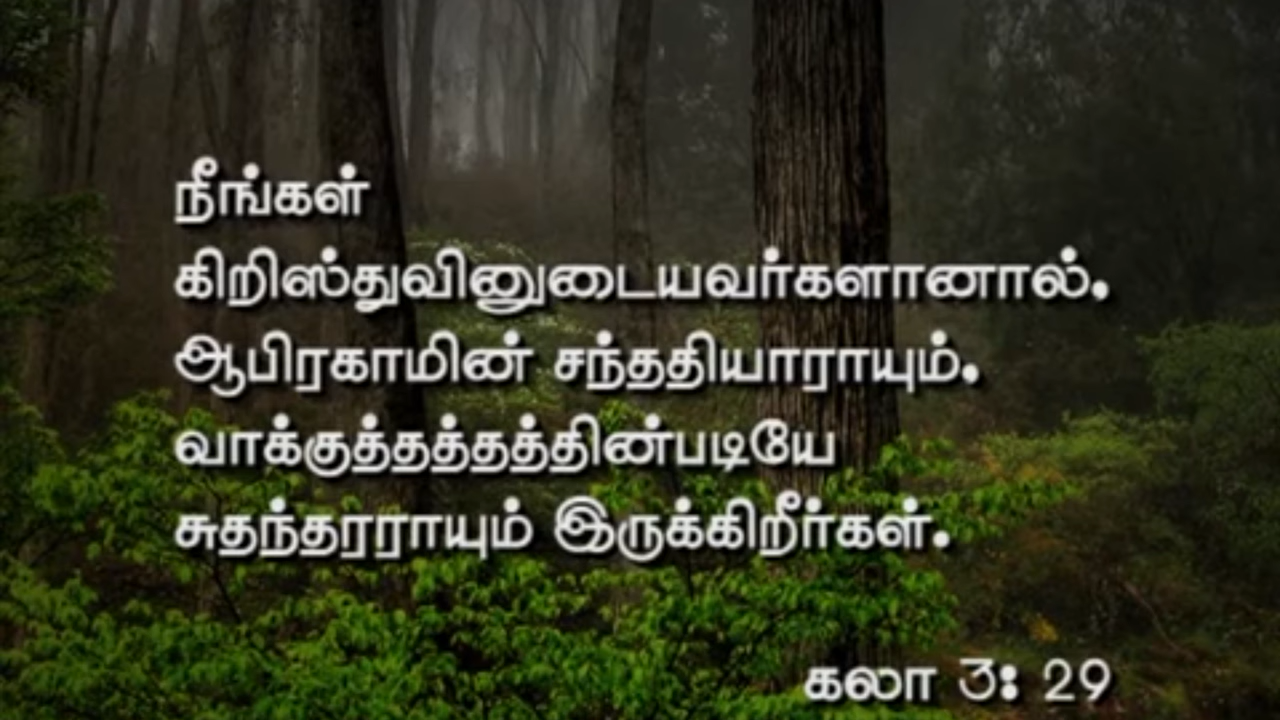 நீங்கள்
கிறிஸ்துவினுடையவர்களானால்,
ஆபிரகாமின் சந்ததியாராயும்,
வாக்குத்தத்தத்தின்படியே
சுதந்தரராயும் இருக்கிறீர்கள்.
கலா 3: 29